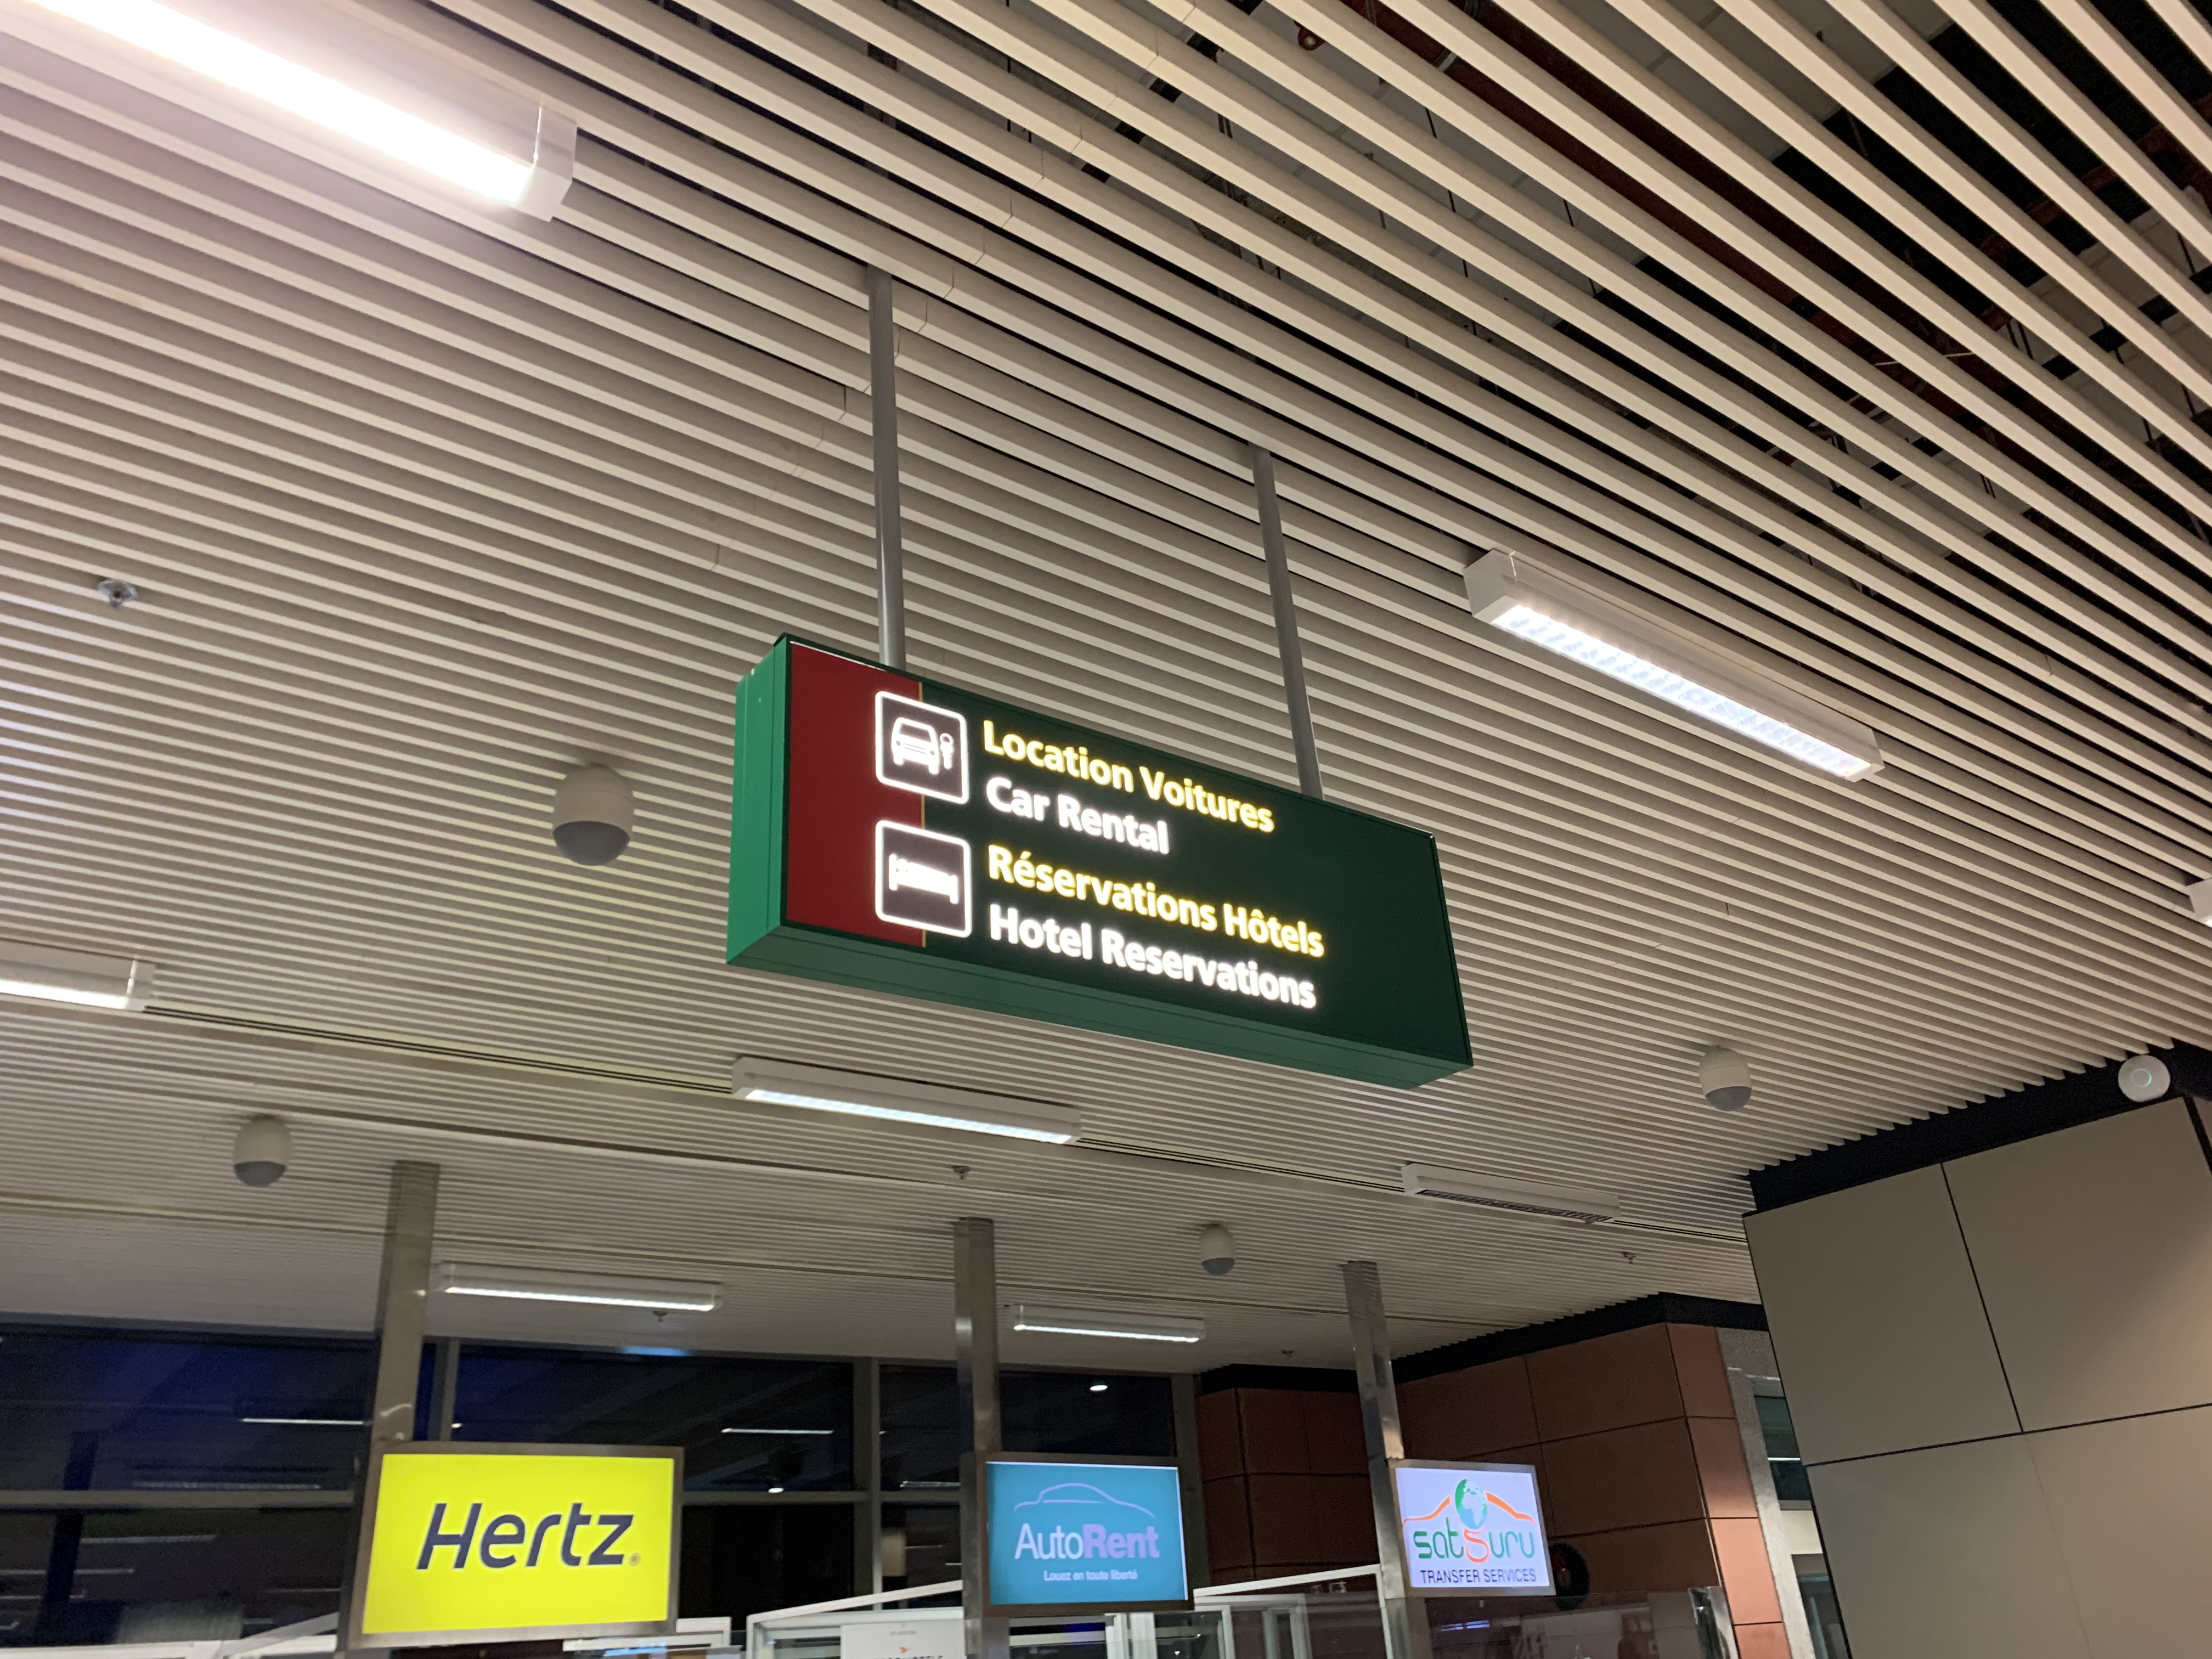 Location Voitures
Car Rental
Réservations Hôtels
Hotel Reservations
Hertz
AutoRent
Louez en toute liberté
satguru
TRANSFER SERVICES